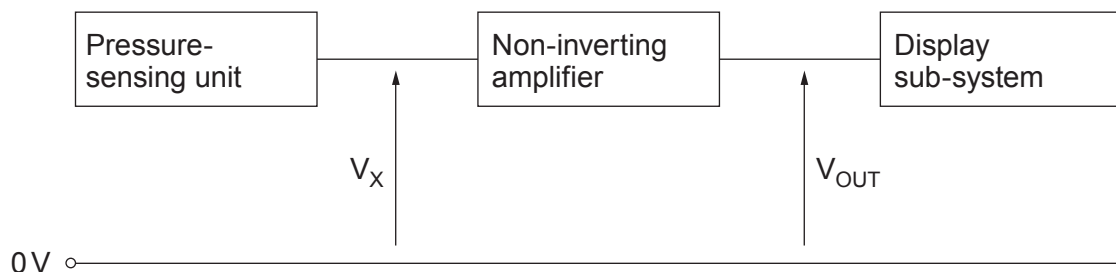 Pressure-
sensing unit
Non-inverting
amplifier
Display
sub-system
V_X
V_OUT
0 V